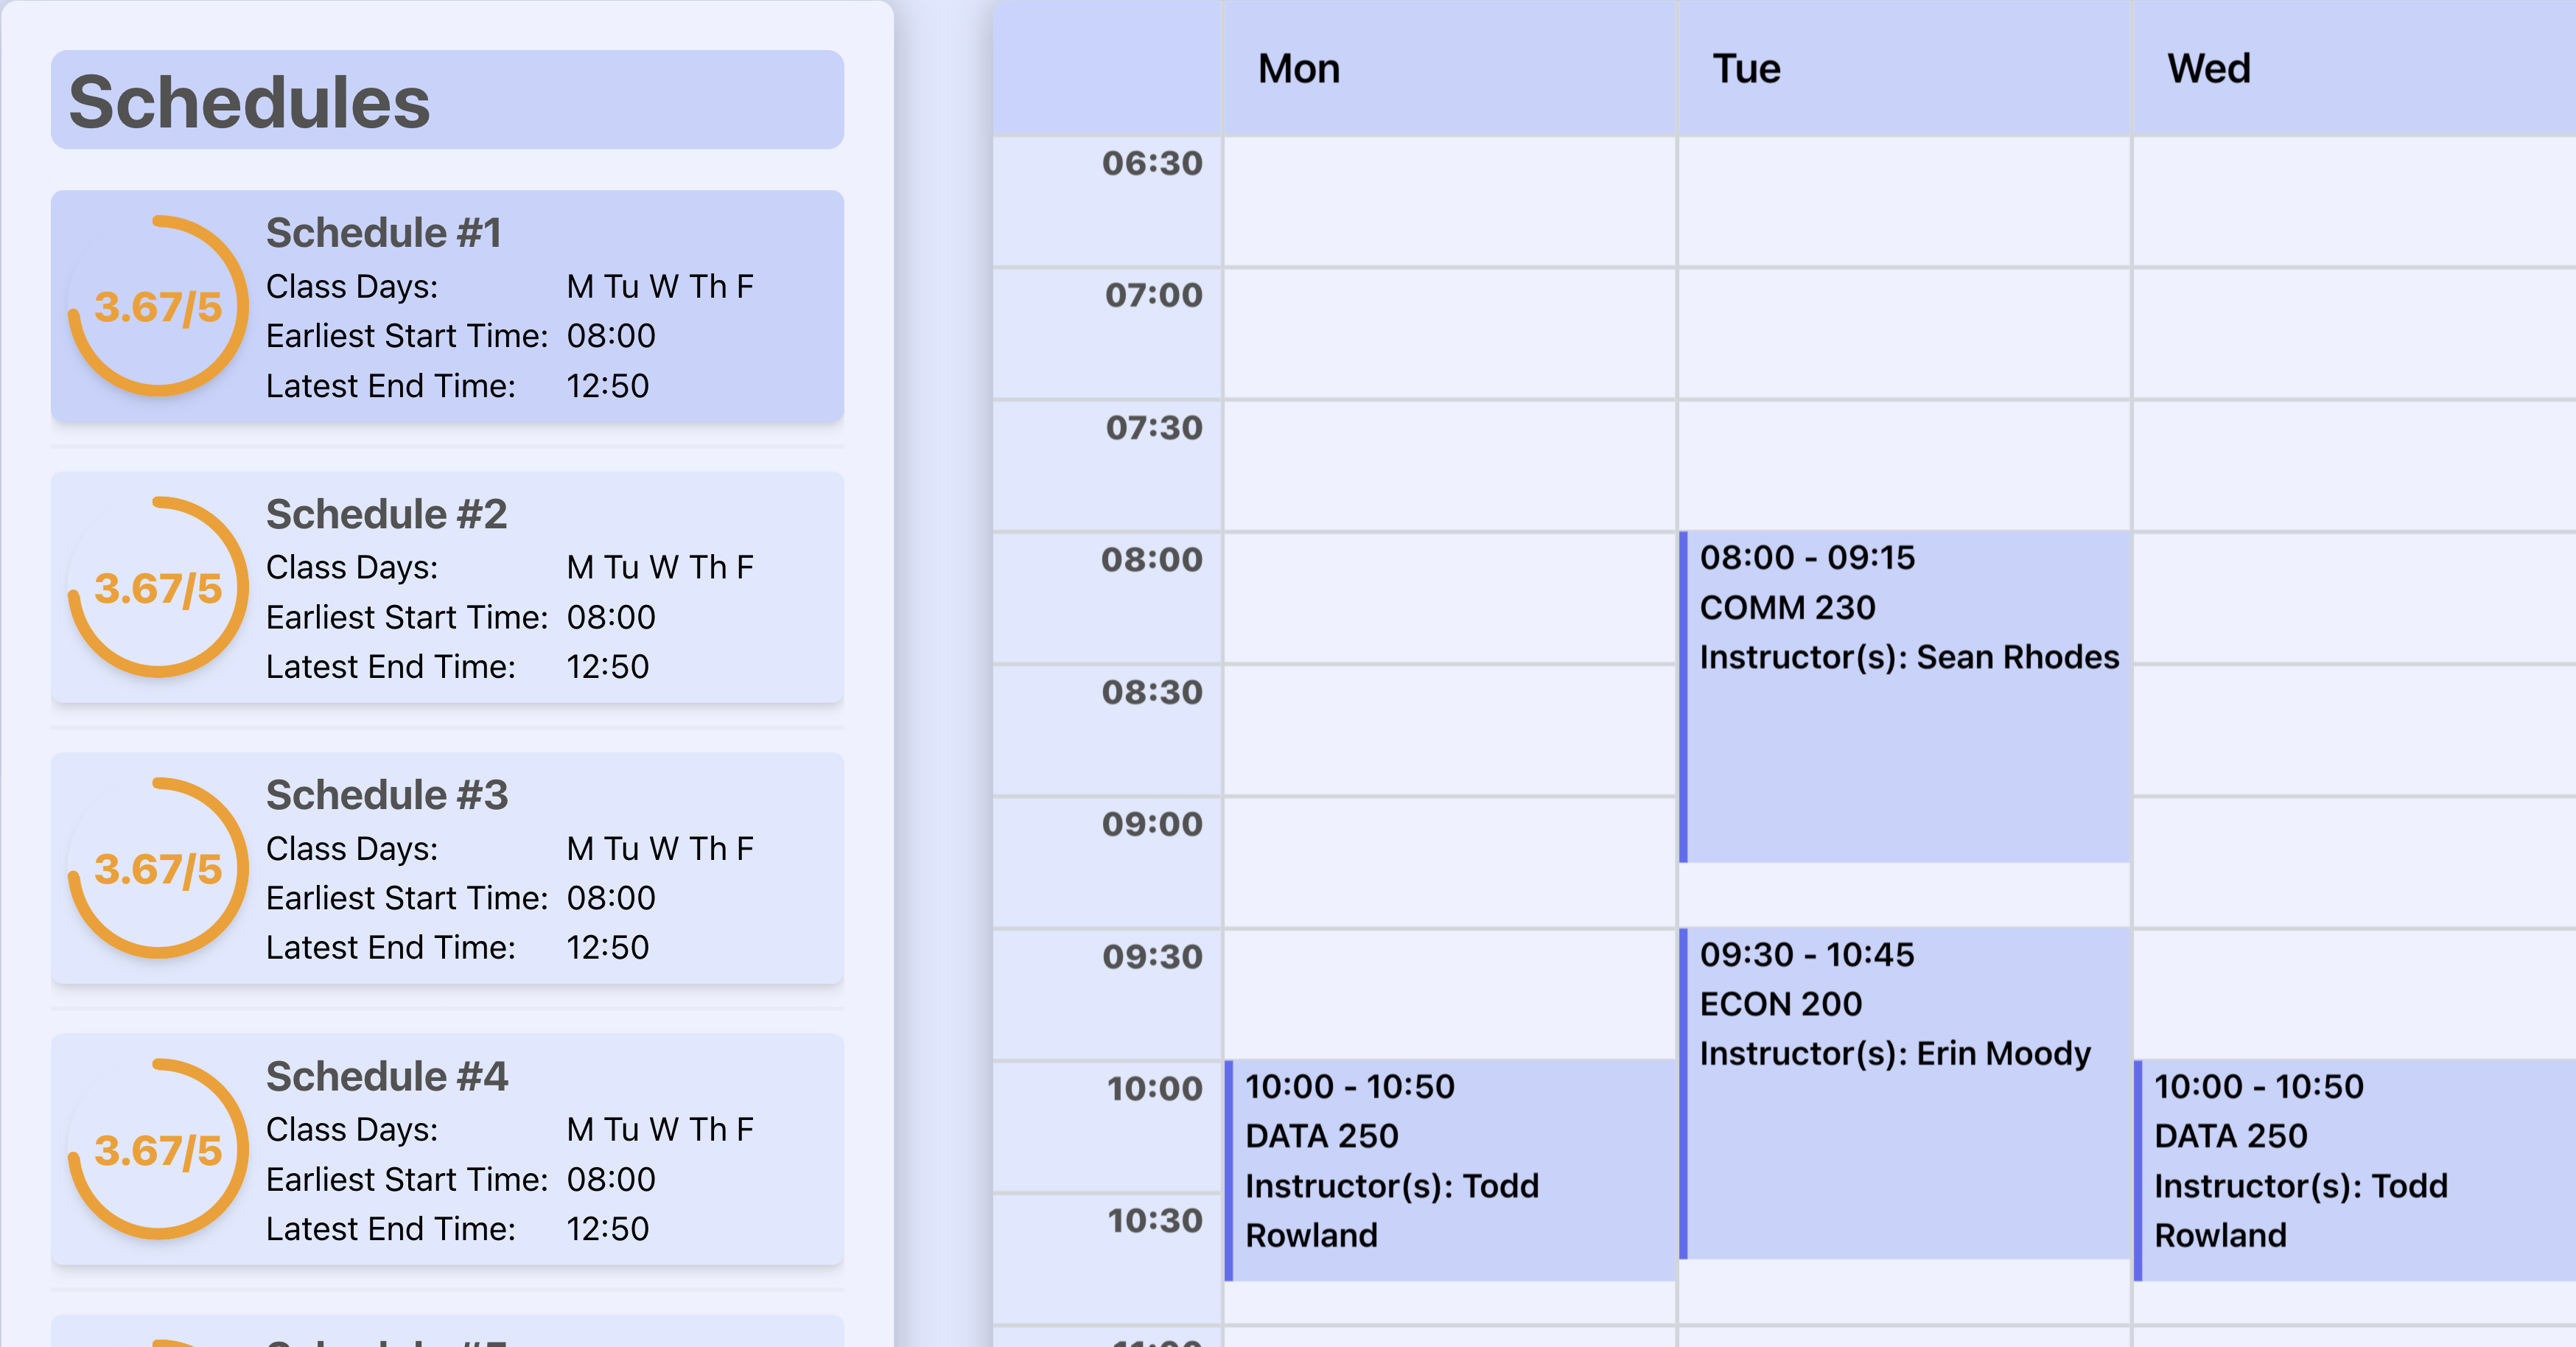 Schedules
Schedule #1
3.67/5
Class Days: M Tu W Th F
Earliest Start Time: 08:00
Latest End Time: 12:50
Schedule #2
3.67/5
Class Days: M Tu W Th F
Earliest Start Time: 08:00
Latest End Time: 12:50
Schedule #3
3.67/5
Class Days: M Tu W Th F
Earliest Start Time: 08:00
Latest End Time: 12:50
Schedule #4
3.67/5
Class Days: M Tu W Th F
Earliest Start Time: 08:00
Latest End Time: 12:50
Mon Tue Wed
06:30
07:00
07:30
08:00
08:30
09:00
09:30
10:00
10:30
10:00 - 10:50
DATA 250
Instructor(s): Todd
Rowland
08:00 - 09:15
COMM 230
Instructor(s): Sean Rhodes
09:30 - 10:45
ECON 200
Instructor(s): Erin Moody
10:00 - 10:50
DATA 250
Instructor(s): Todd
Rowland